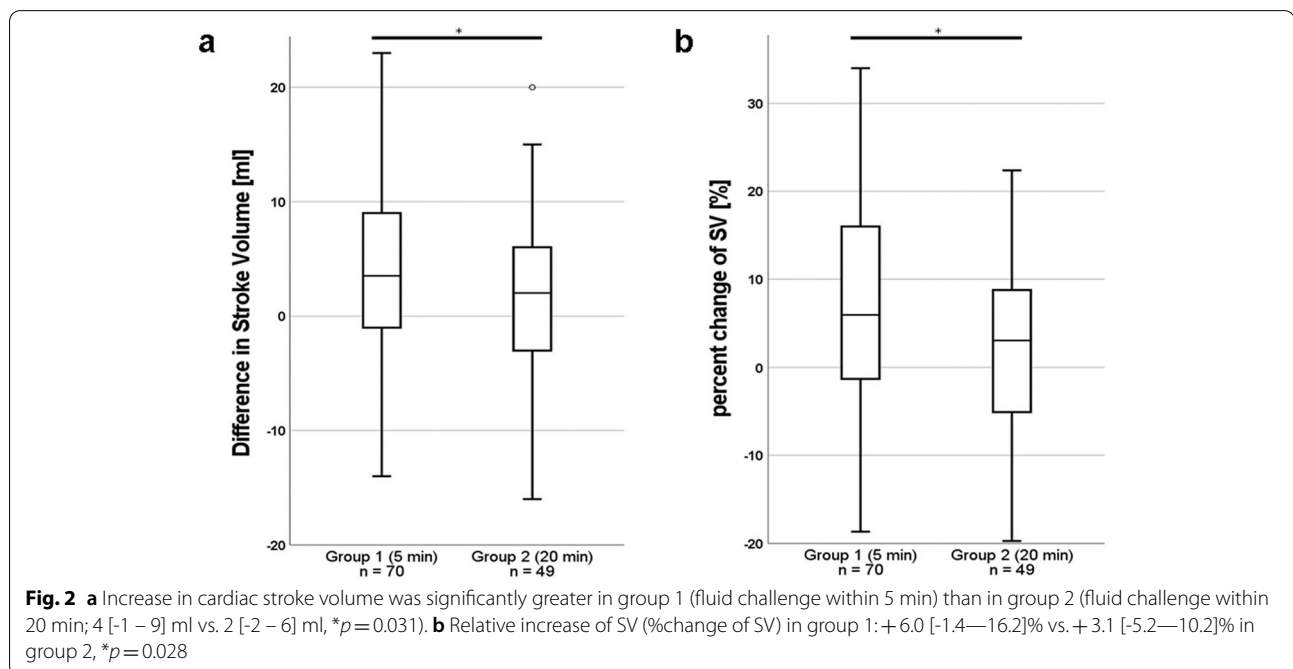 a
*
Difference in Stroke Volume [ml]
20
10
0
-10
-20
Group 1 (5 min)
n = 70
Group 2 (20 min)
n = 49
b
*
percent change of SV [%]
30
20
10
0
-10
-20
Group 1 (5 min)
n = 70
Group 2 (20 min)
n = 49
Fig. 2 a Increase in cardiac stroke volume was significantly greater in group 1 (fluid challenge within 5 min) than in group 2 (fluid challenge within
20 min; 4 [-1 – 9] ml vs. 2 [-2 – 6] ml, *p = 0.031). b Relative increase of SV (%change of SV) in group 1: + 6.0 [-1.4—16.2]% vs. + 3.1 [-5.2—10.2]% in
group 2, *p = 0.028